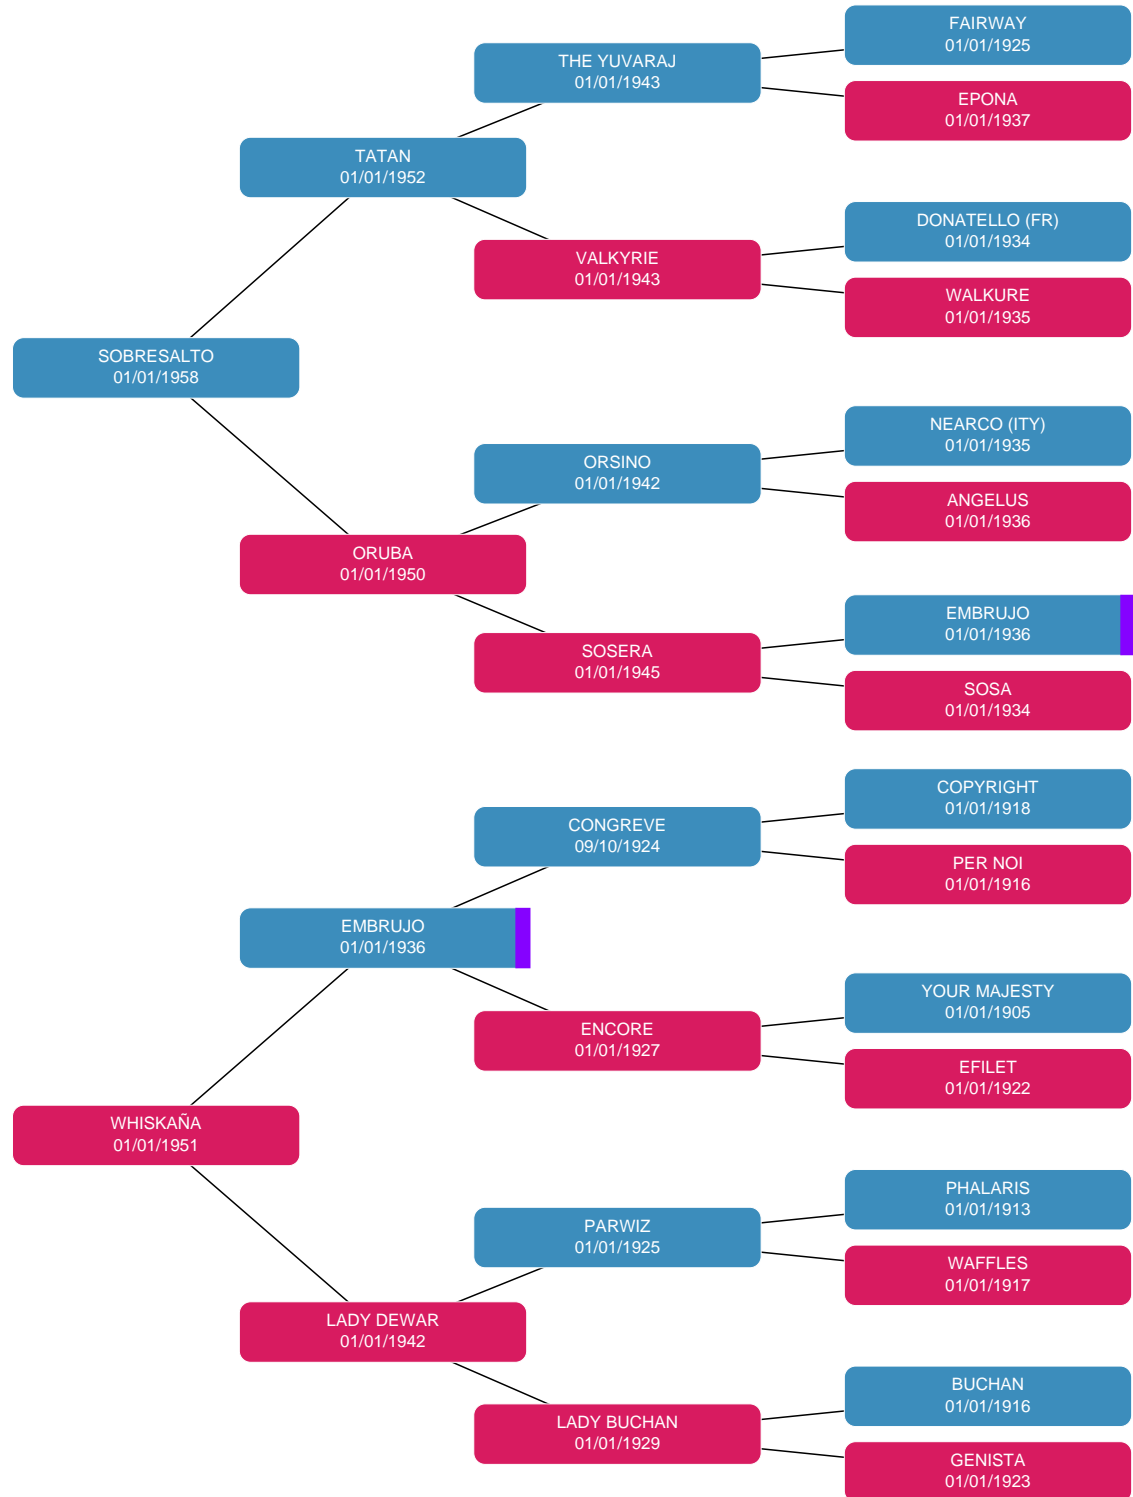 FAIRWAY
01/01/1925
THE YUVARAJ
01/01/1943
EPONA
01/01/1937
TATAN
01/01/1952
DONATELLO (FR)
01/01/1934
VALKYRIE
01/01/1943
WALKURE
01/01/1935
SOBRESALTO
01/01/1958
NEARCO (ITY)
01/01/1935
ORSINO
01/01/1942
ANGELUS
01/01/1936
ORUBA
01/01/1950
EMBRUJO
01/01/1936
SOSERA
01/01/1945
SOSA
01/01/1934
COPYRIGHT
01/01/1918
CONGREVE
09/10/1924
PER NOI
01/01/1916
EMBRUJO
01/01/1936
YOUR MAJESTY
01/01/1905
ENCORE
01/01/1927
EFILET
01/01/1922
WHISKAÑA
01/01/1951
PHALARIS
01/01/1913
PARWIZ
01/01/1925
WAFFLES
01/01/1917
LADY DEWAR
01/01/1942
BUCHAN
01/01/1916
LADY BUCHAN
01/01/1929
GENISTA
01/01/1923